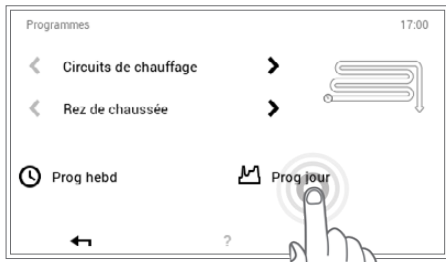 Programmes 17:00
Circuits de chauffage
Rez de chaussée
Prog hebd Prog jour
?